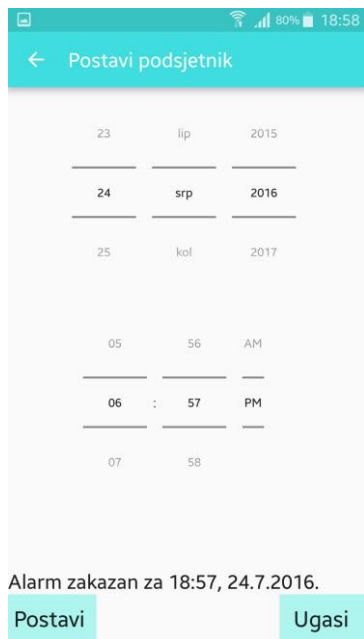 80% 18:58
Postavi podsjetnik
23 lip 2015
24 srp 2016
25 kol 2017
05 56 AM
06 : 57 PM
07 58
Alarm zakazan za 18:57, 24.7.2016.
Postavi Ugasi